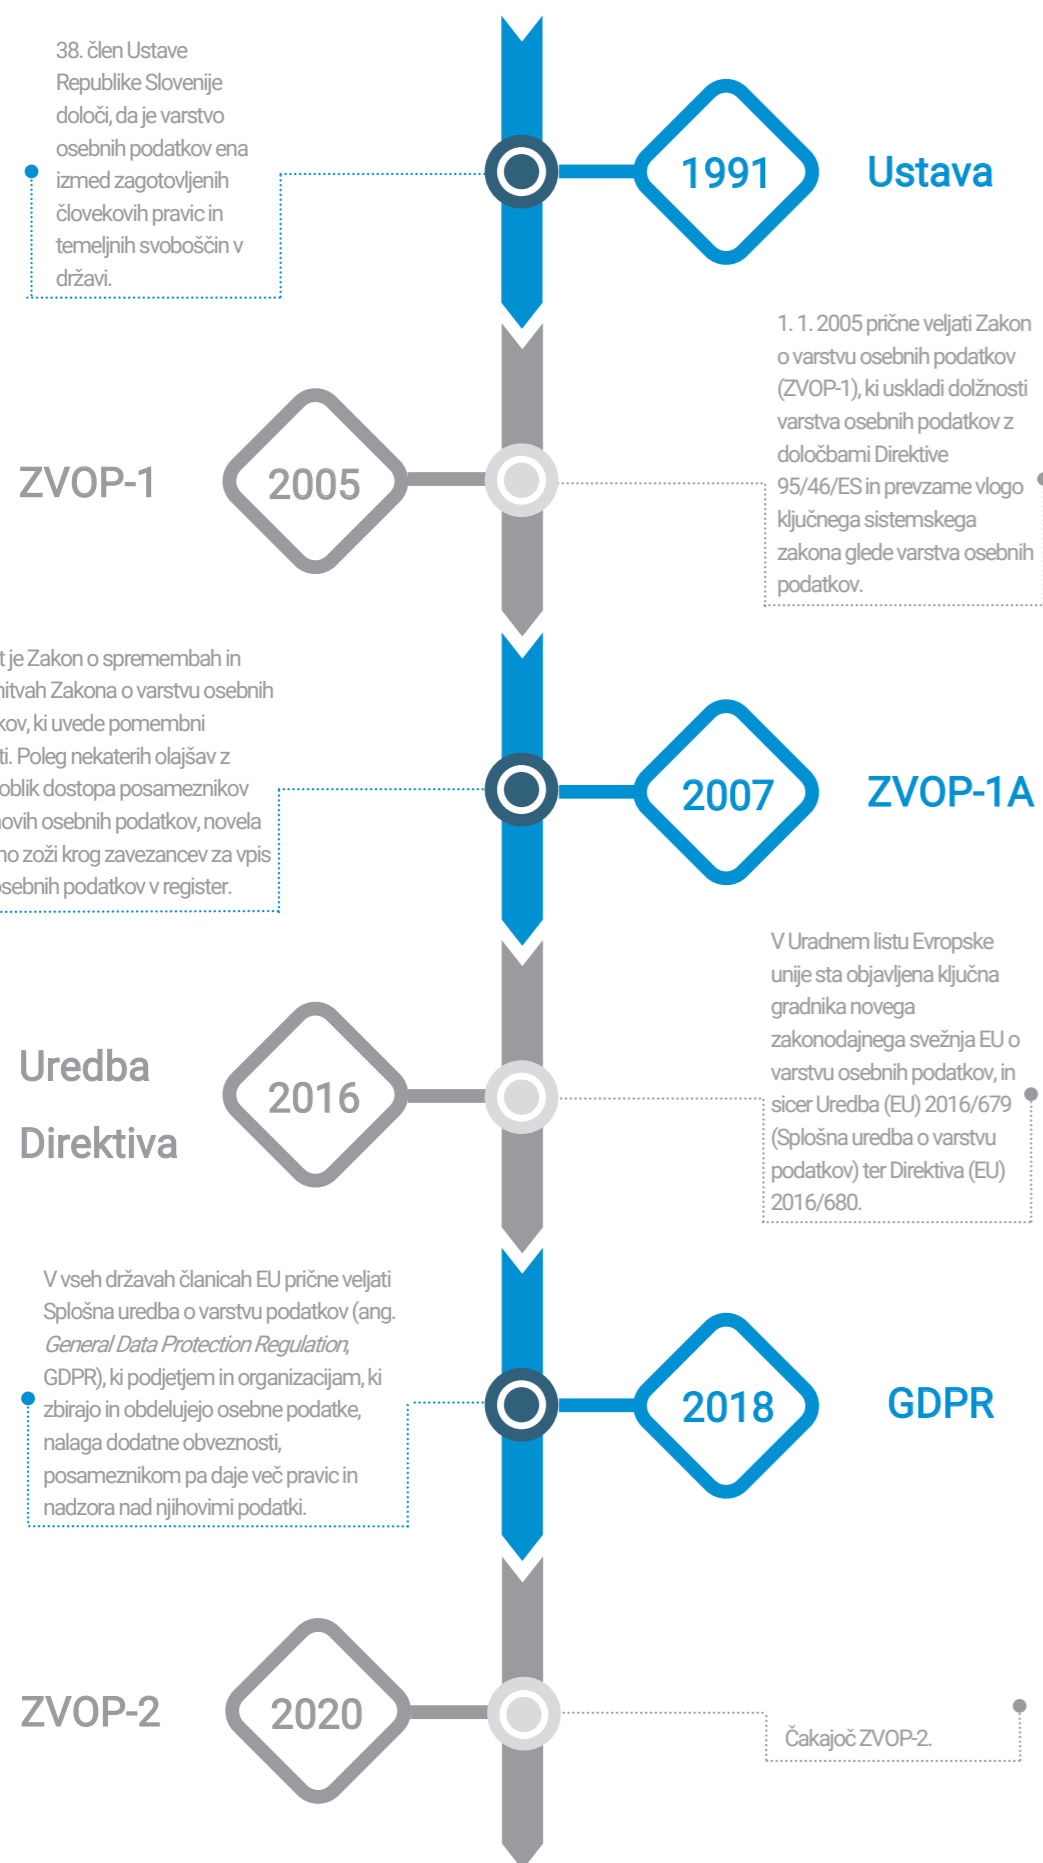 38. člen Ustave
Republike Slovenije
določi, da je varstvo
osebnih podatkov ena
izmed zagotovljenih
človekovih pravic in
temeljnih svoboščin v
državi.
1991
Ustava
ZVOP-1
2005
1. 1. 2005 prične veljati Zakon
o varstvu osebnih podatkov
(ZVOP-1), ki uskladi dolžnosti
varstva osebnih podatkov z
določbami Direktive
95/46/ES in prevzame vlogo
ključnega sistemskega
zakona glede varstva osebnih
podatkov.
je Zakon o spremembah in
Zakona o varstvu osebnih
ki uvede pomembni
Poleg nekaterih olajšav z
oblik dostopa posameznikov
osebnih podatkov, novela
zoži krog zavezancev za vpis
osebnih podatkov v register.
2007
ZVOP-1A
Uredba
Direktiva
2016
V Uradnem listu Evropske
unije sta objavljena ključna
gradnika novega
zakonodajnega svežnja EU o
varstvu osebnih podatkov, in
sicer Uredba (EU) 2016/679
(Splošna uredba o varstvu
podatkov) ter Direktiva (EU)
2016/680.
V vseh državah članicah EU prične veljati
Splošna uredba o varstvu podatkov (ang.
General Data Protection Regulation,
GDPR), ki podjetjem in organizacijam, ki
zbirajo in obdelujejo osebne podatke,
nalaga dodatne obveznosti,
posameznikom pa daje več pravic in
nadzora nad njihovimi podatki.
2018
GDPR
ZVOP-2
2020
Čakajoč ZVOP-2.